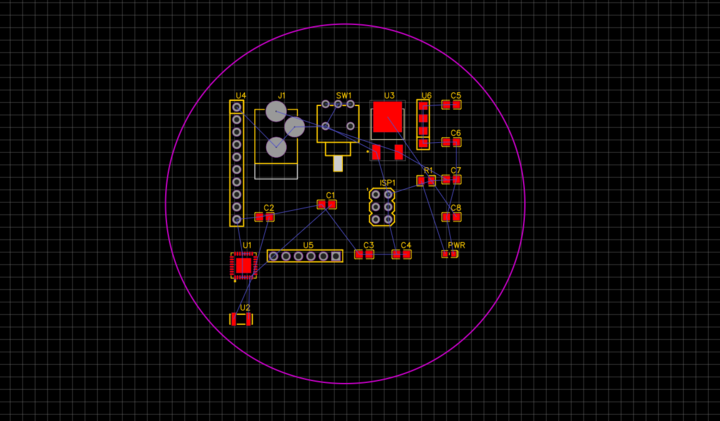 U4 J1 SW1 U3 U6 C5
C6
R1 C7
ISP1
C1
C2 C8
U1 U5 C3 C4 PWR
U2